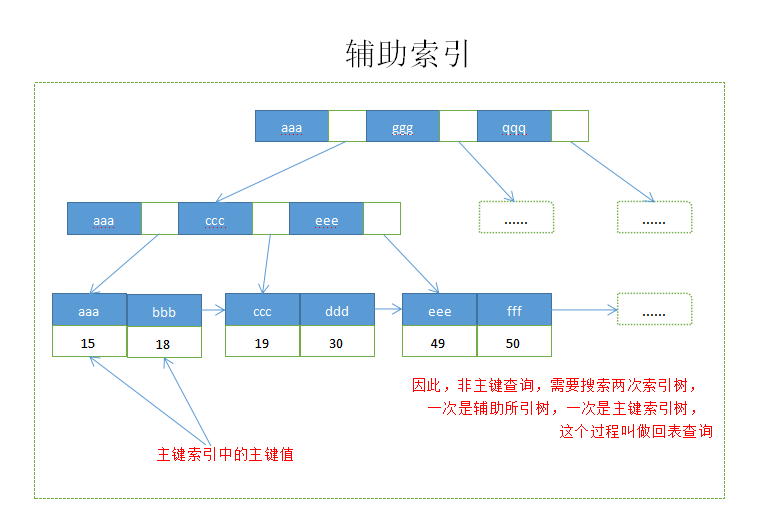 辅助索引
aaa ggg qqq
aaa ccc eee …… ……
aaa bbb ccc ddd eee fff ……
15 18 19 30 49 50
因此，非主键查询，需要搜索两次索引树，
一次是辅助所引树，一次是主键索引树，
这个过程叫做回表查询
主键索引中的主键值